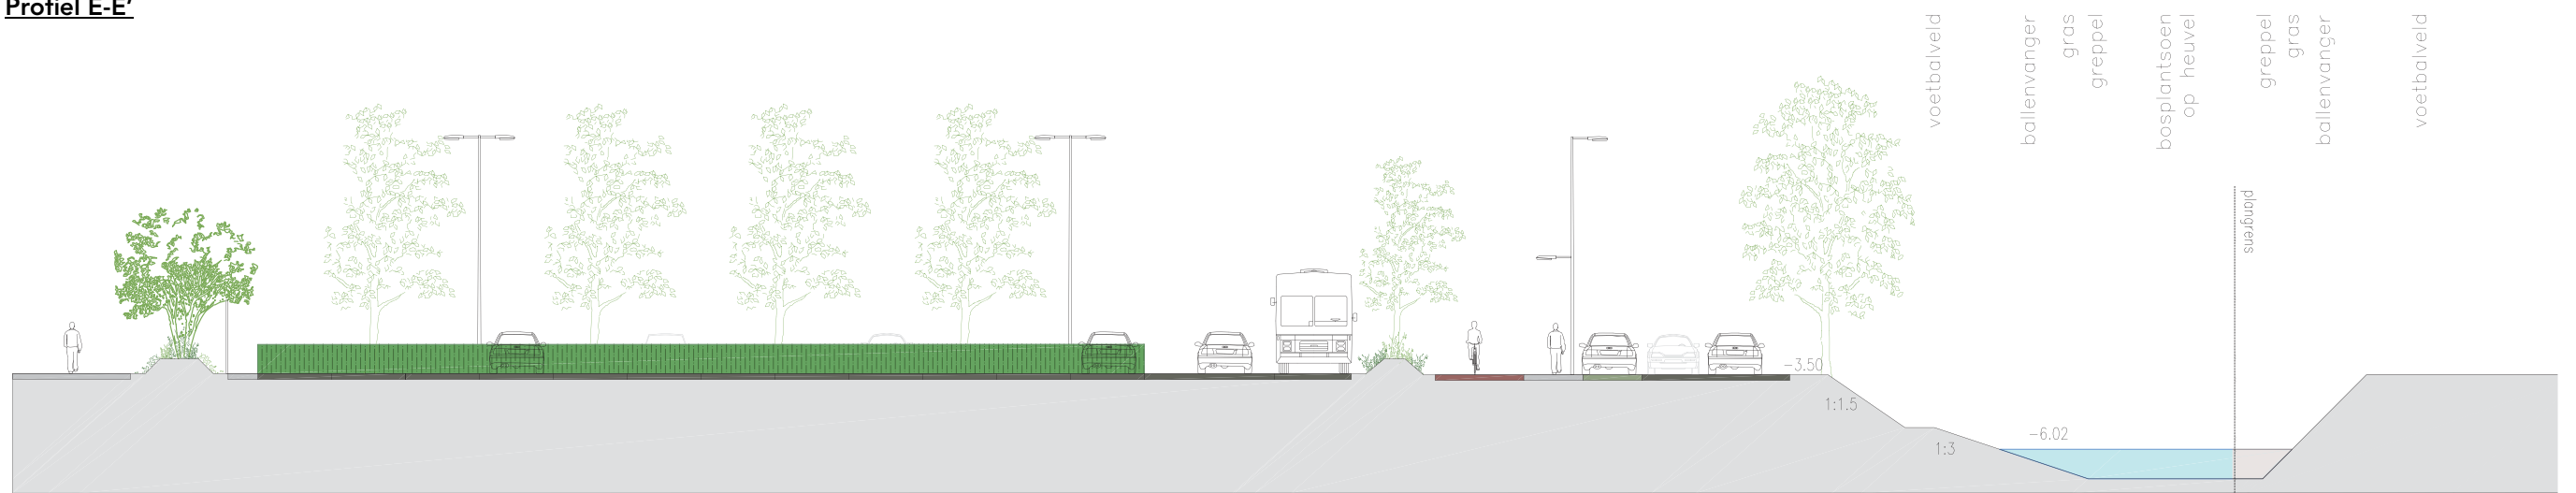 Profiel E-E'
voetbalveld
ballenvanger
gras
greppel
bosplantsoen
op heuvel
greppel
gras
ballenvanger
voetbalveld
plangrens
-3.50
1:1.5
-6.02
1:3